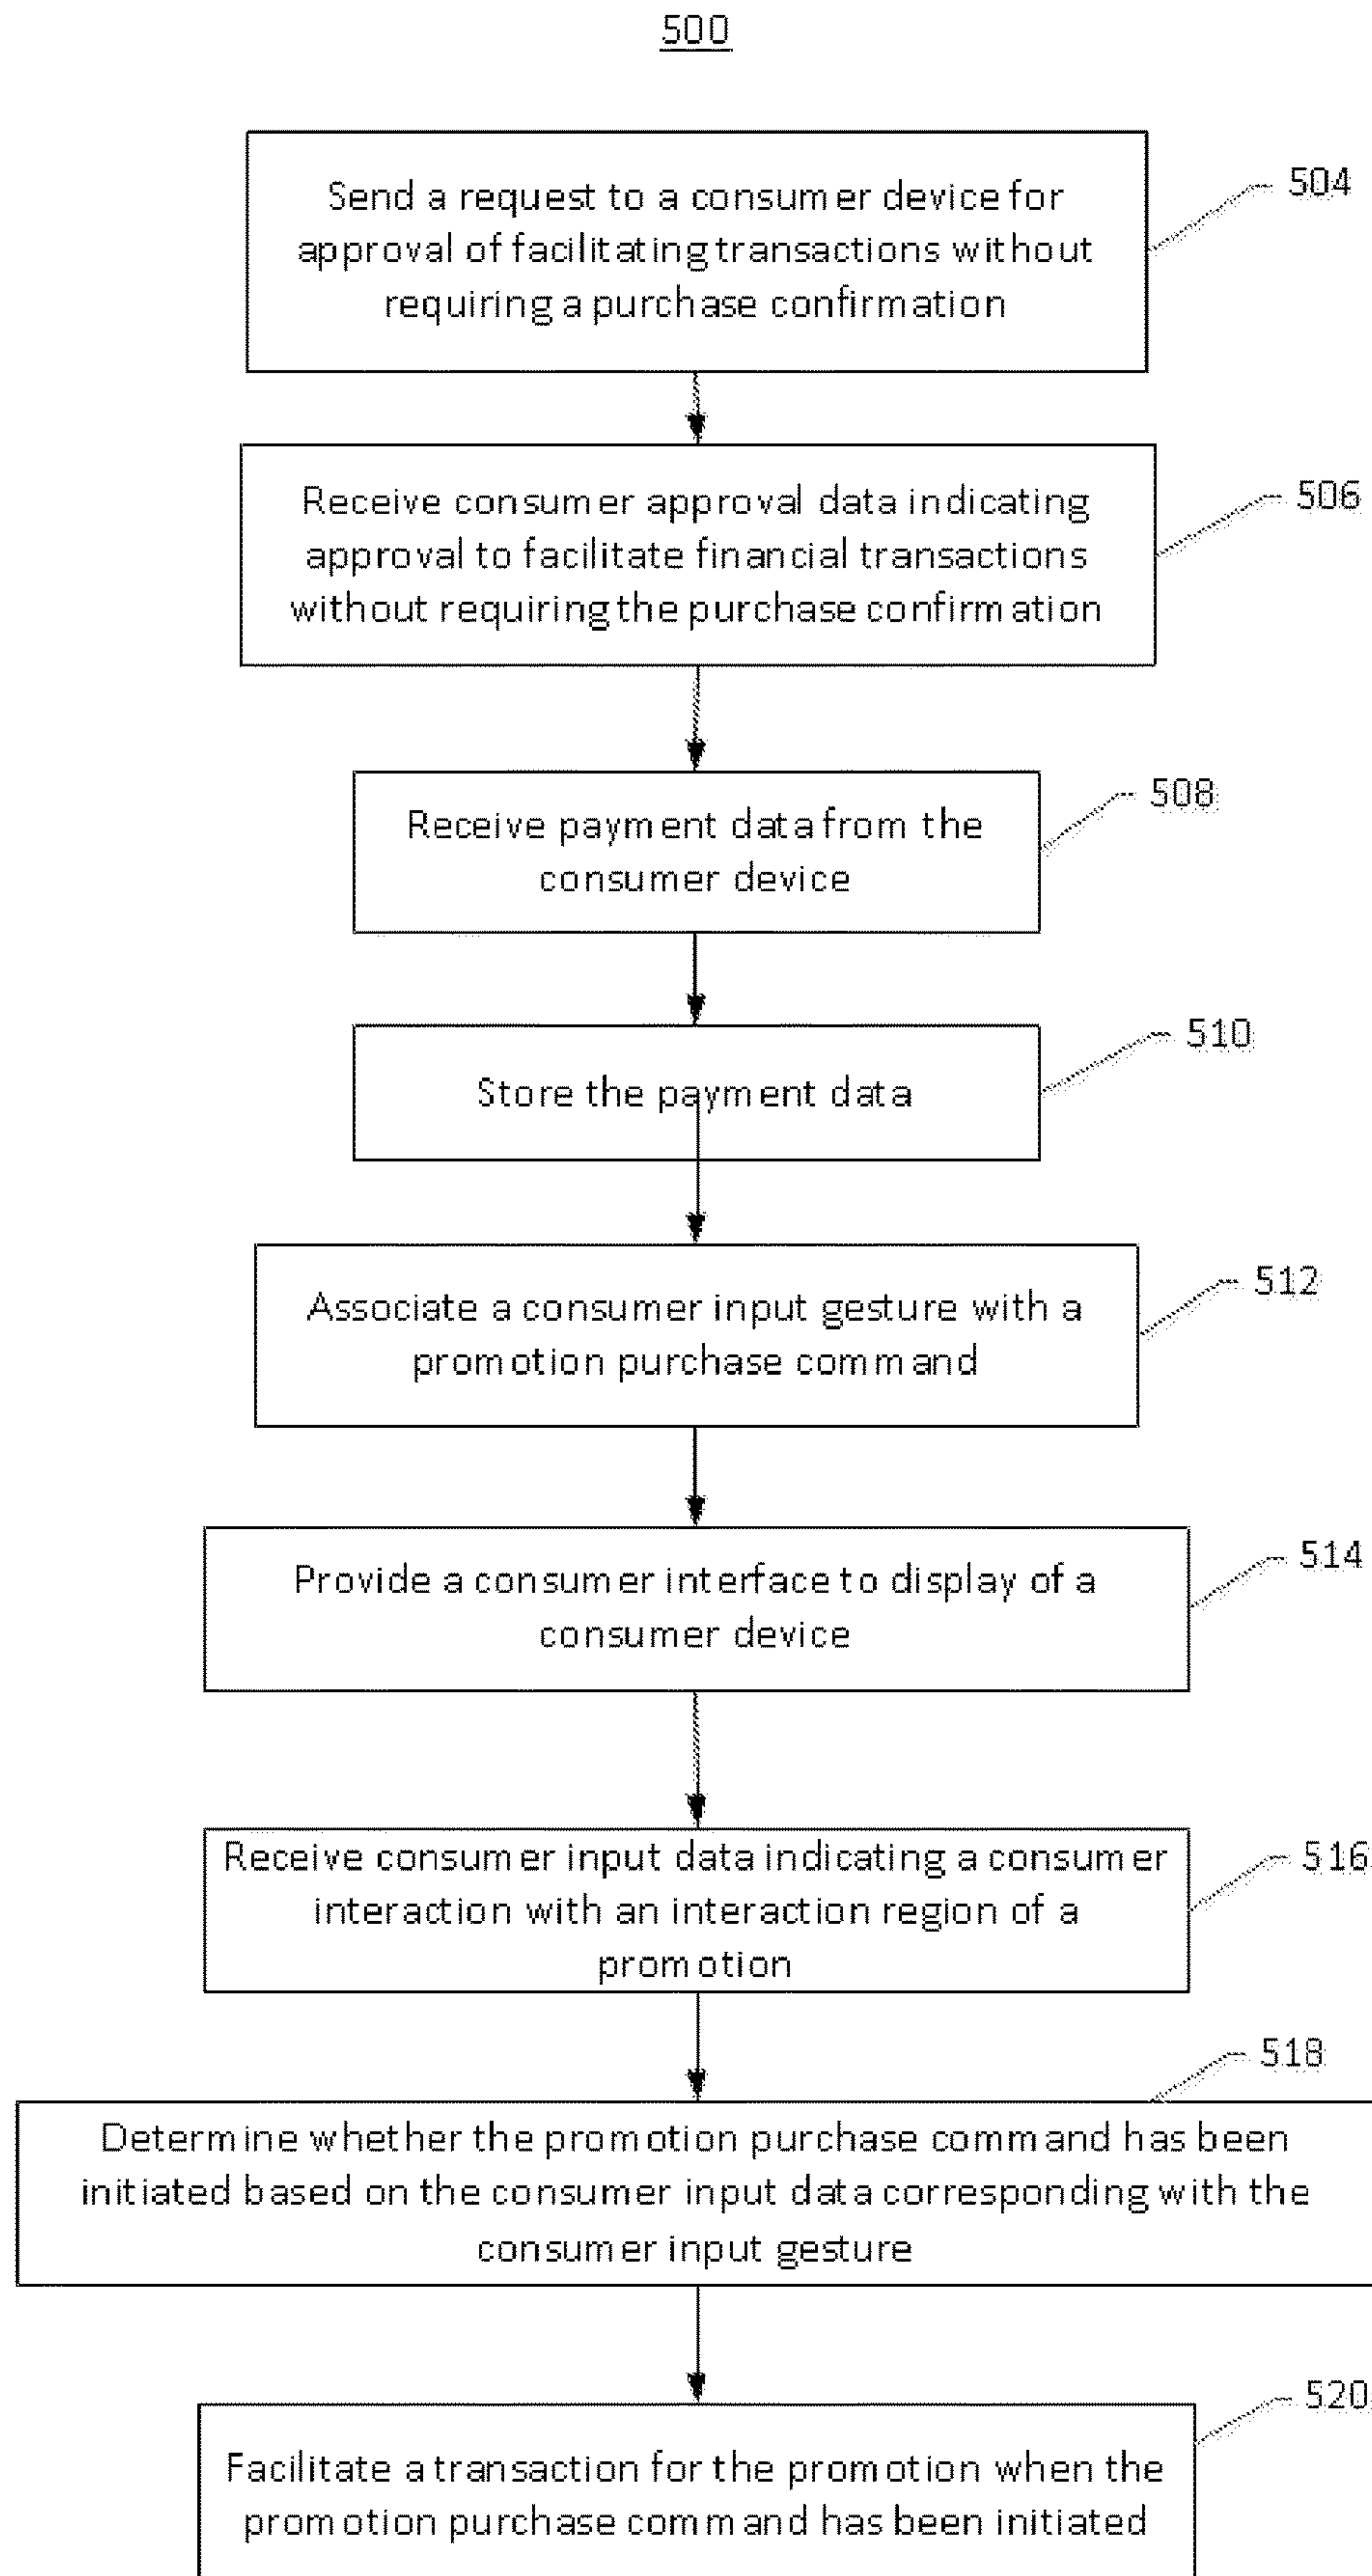 500
Send a request to a consumer device for
approval of facilitating transactions without
requiring a purchase confirmation
504
Receive consumer approval data indicating
approval to facilitate financial transactions
without requiring the purchase confirmation
506
Receive payment data from the
consumer device
508
Store the payment data
510
Associate a consumer input gesture with a
promotion purchase command
512
Provide a consumer interface to display of a
consumer device
514
Receive consumer input data indicating a consumer
interaction with an interaction region of a
promotion
516
Determine whether the promotion purchase command has been
initiated based on the consumer input data corresponding with the
consumer input gesture
518
Facilitate a transaction for the promotion when the
promotion purchase command has been initiated
520